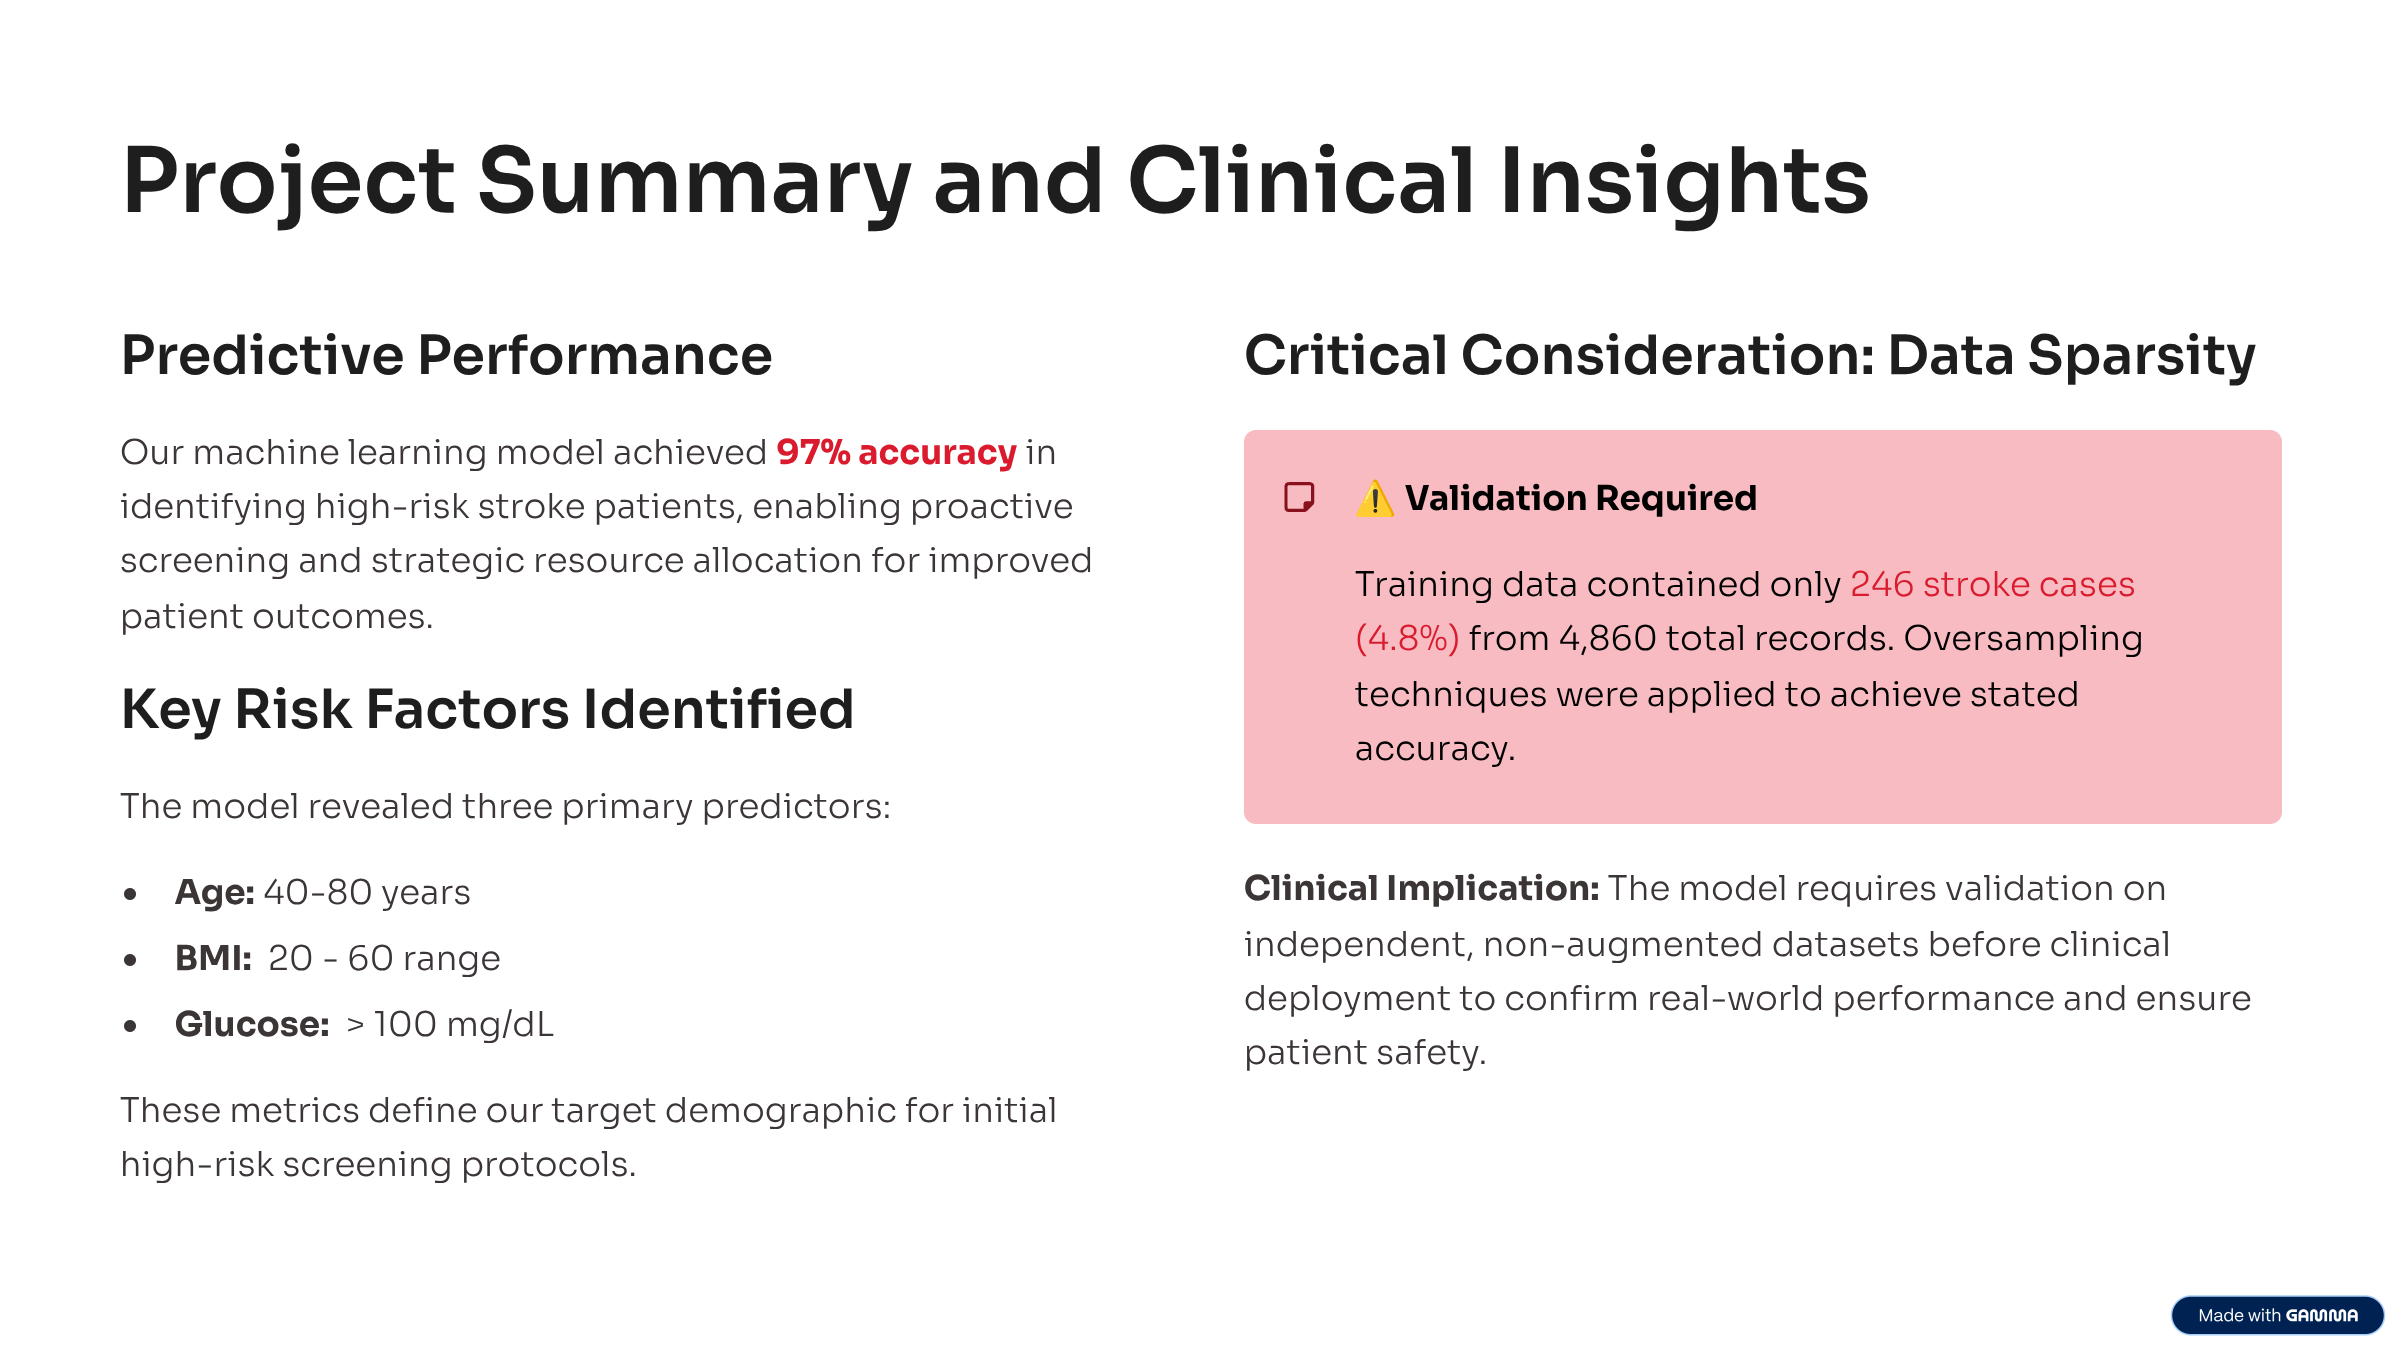 Project Summary and Clinical Insights
Predictive Performance
Our machine learning model achieved 97% accuracy in
identifying high-risk stroke patients, enabling proactive
screening and strategic resource allocation for improved
patient outcomes.
Key Risk Factors Identified
The model revealed three primary predictors:
• Age: 40-80 years
• BMI: 20 - 60 range
• Glucose: > 100 mg/dL
These metrics define our target demographic for initial
high-risk screening protocols.
Critical Consideration: Data Sparsity
⚠️ Validation Required
Training data contained only 246 stroke cases
(4.8%) from 4,860 total records. Oversampling
techniques were applied to achieve stated
accuracy.
Clinical Implication: The model requires validation on
independent, non-augmented datasets before clinical
deployment to confirm real-world performance and ensure
patient safety.
Made with GAMMA